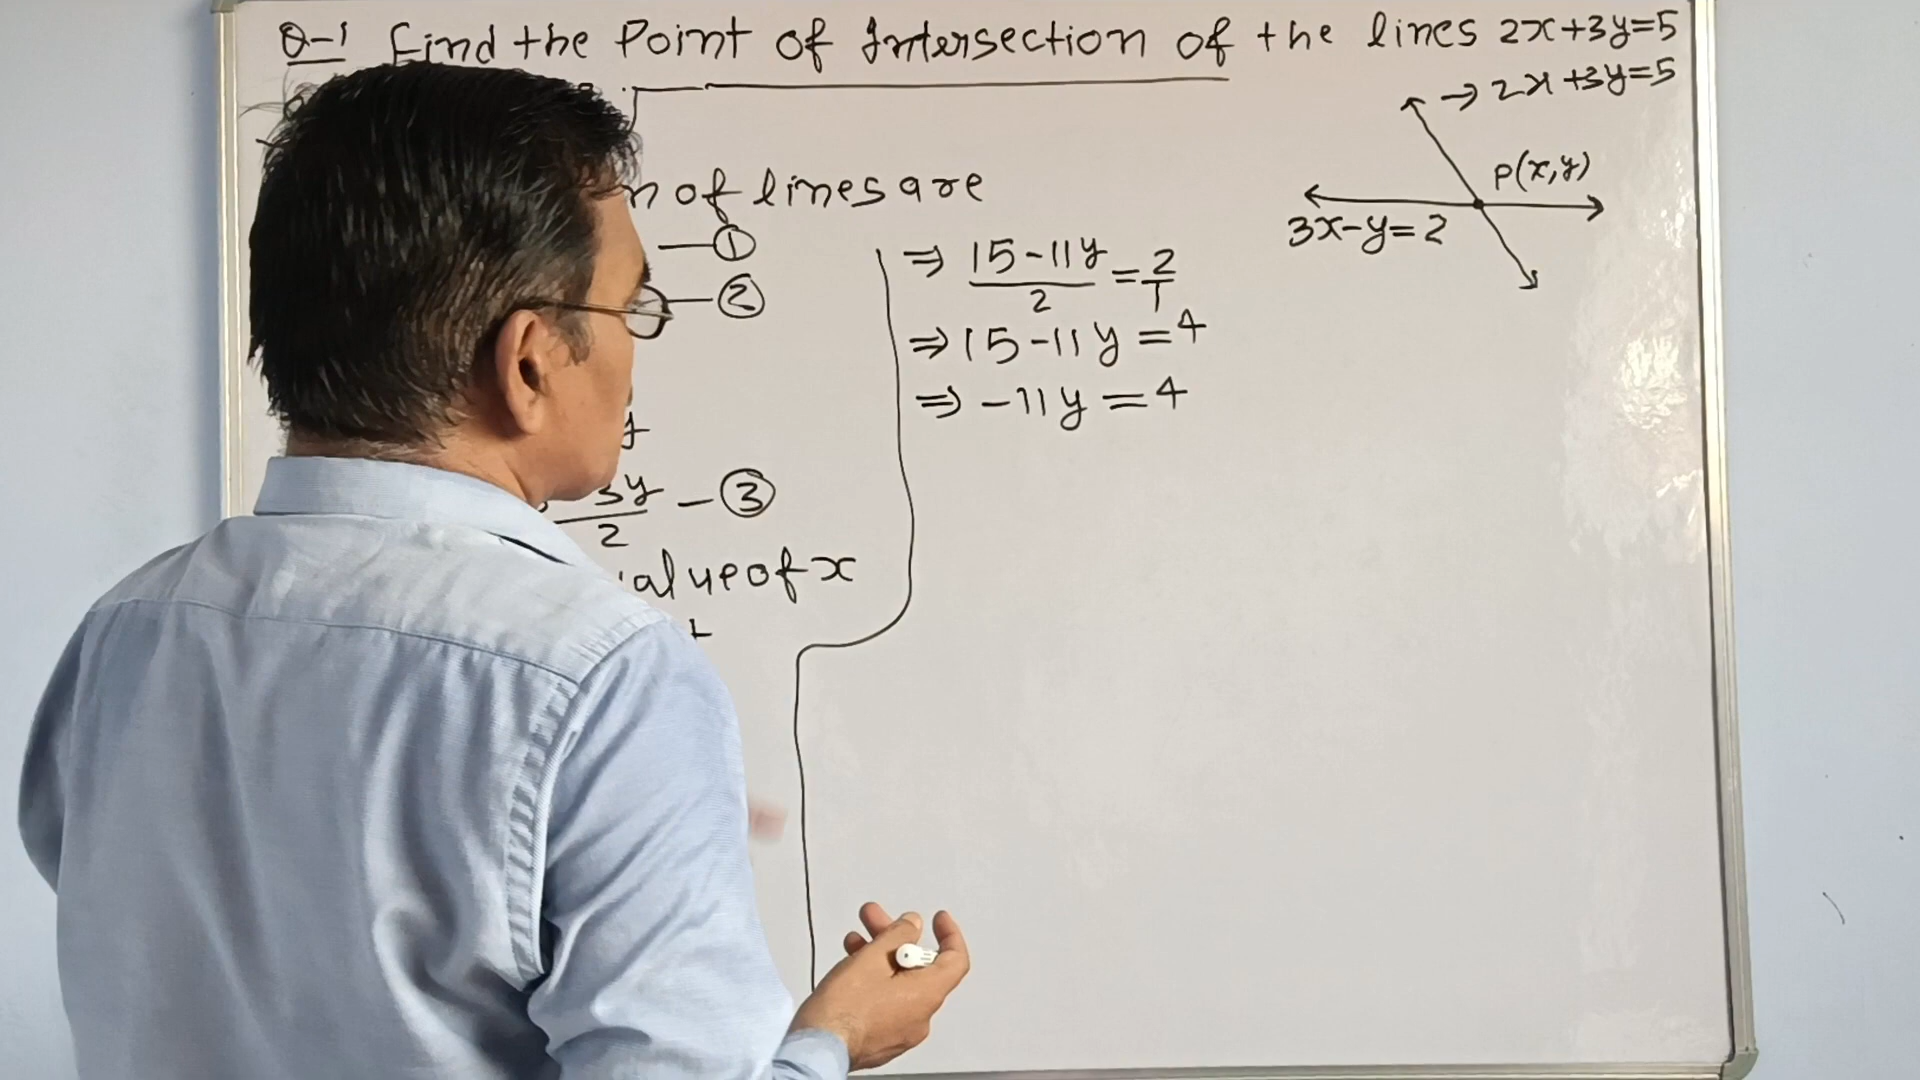 Q-1 Find the Point of Intersection of the lines 2x+3y=5
→ 2x+3y=5
P(x,y)
3x-y=2
of lines are
—①
—②
y
3y/2 —③
of x
⇒ (15-11y)/2 = 2/1
⇒ 15-11y = 4
⇒ -11y = 4